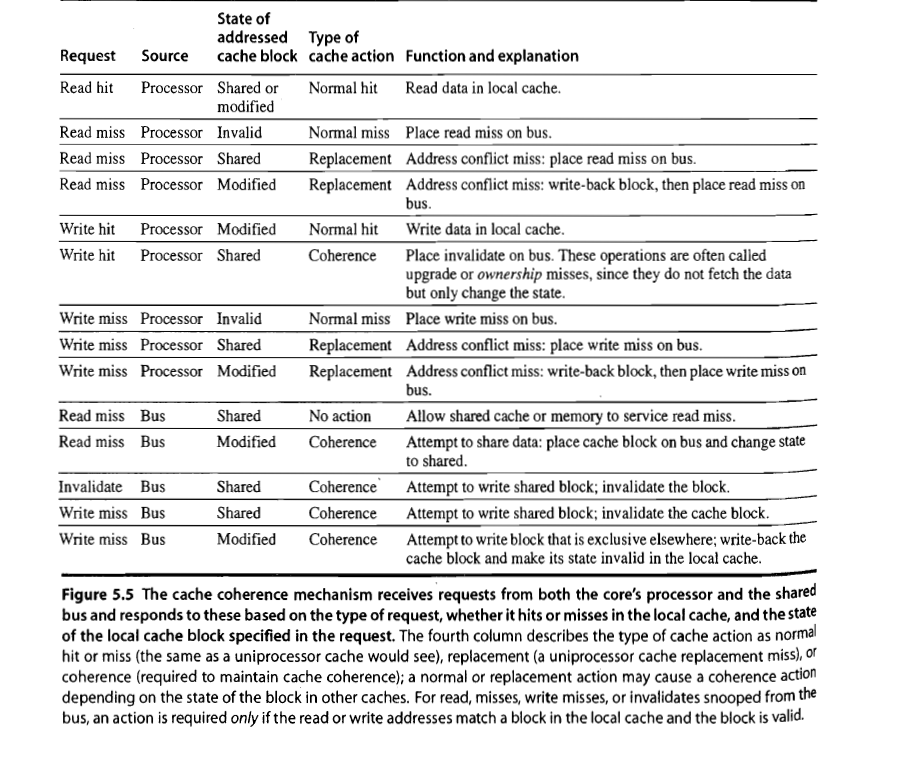 State of
addressed Type of
Request Source cache block cache action Function and explanation
Read hit Processor Shared or Normal hit Read data in local cache.
modified
Read miss Processor Invalid Normal miss Place read miss on bus.
Read miss Processor Shared Replacement Address conflict miss: place read miss on bus.
Read miss Processor Modified Replacement Address conflict miss: write-back block, then place read miss on
bus.
Write hit Processor Modified Normal hit Write data in local cache.
Write hit Processor Shared Coherence Place invalidate on bus. These operations are often called
upgrade or ownership misses, since they do not fetch the data
but only change the state.
Write miss Processor Invalid Normal miss Place write miss on bus.
Write miss Processor Shared Replacement Address conflict miss: place write miss on bus.
Write miss Processor Modified Replacement Address conflict miss: write-back block, then place write miss on
bus.
Read miss Bus Shared No action Allow shared cache or memory to service read miss.
Read miss Bus Modified Coherence Attempt to share data: place cache block on bus and change state
to shared.
Invalidate Bus Shared Coherence Attempt to write shared block; invalidate the block.
Write miss Bus Shared Coherence Attempt to write shared block; invalidate the cache block.
Write miss Bus Modified Coherence Attempt to write block that is exclusive elsewhere; write-back the
cache block and make its state invalid in the local cache.
Figure 5.5 The cache coherence mechanism receives requests from both the core's processor and the shared
bus and responds to these based on the type of request, whether it hits or misses in the local cache, and the state
of the local cache block specified in the request. The fourth column describes the type of cache action as normal
hit or miss (the same as a uniprocessor cache would see), replacement (a uniprocessor cache replacement miss), or
coherence (required to maintain cache coherence); a normal or replacement action may cause a coherence action
depending on the state of the block in other caches. For read, misses, write misses, or invalidates snooped from the
bus, an action is required only if the read or write addresses match a block in the local cache and the block is valid.